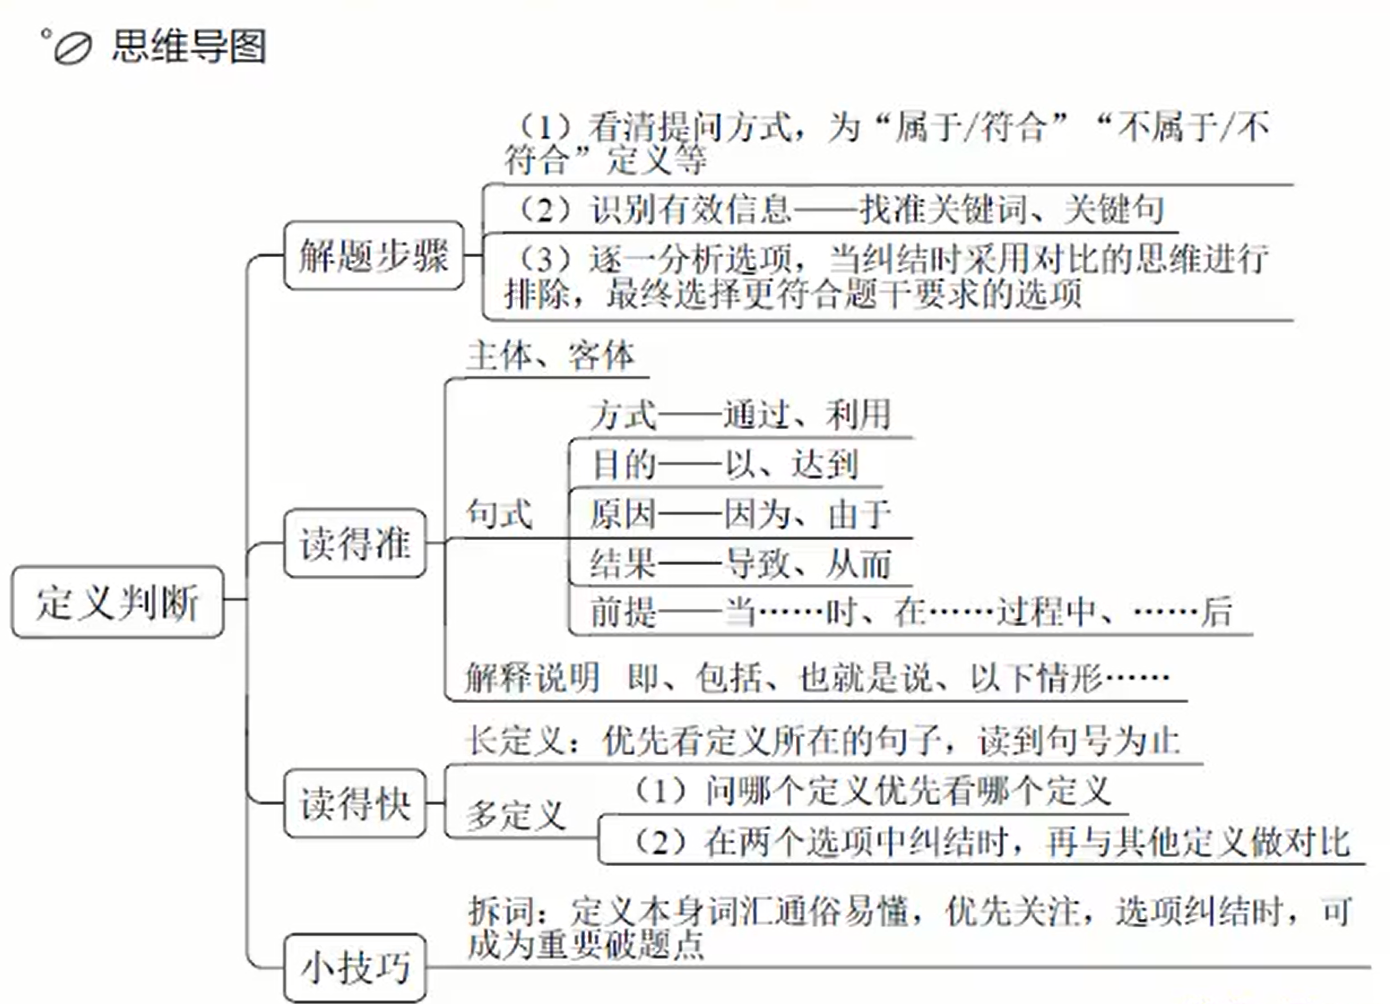 思维导图
（1）看清提问方式，为“属于/符合”“不属于/不
符合”定义等
（2）识别有效信息——找准关键词、关键句
解题步骤
（3）逐一分析选项，当纠结时采用对比的思维进行
排除，最终选择更符合题干要求的选项
主体、客体
方式——通过、利用
目的——以、达到
句式
原因——因为、由于
读得准
结果——导致、从而
定义判断
前提——当……时、在……过程中、……后
解释说明 即、包括、也就是说、以下情形……
长定义：优先看定义所在的句子，读到句号为止
读得快
（1）问哪个定义优先看哪个定义
多定义
（2）在两个选项中纠结时，再与其他定义做对比
拆词：定义本身词汇通俗易懂，优先关注，选项纠结时，可
成为重要破题点
小技巧